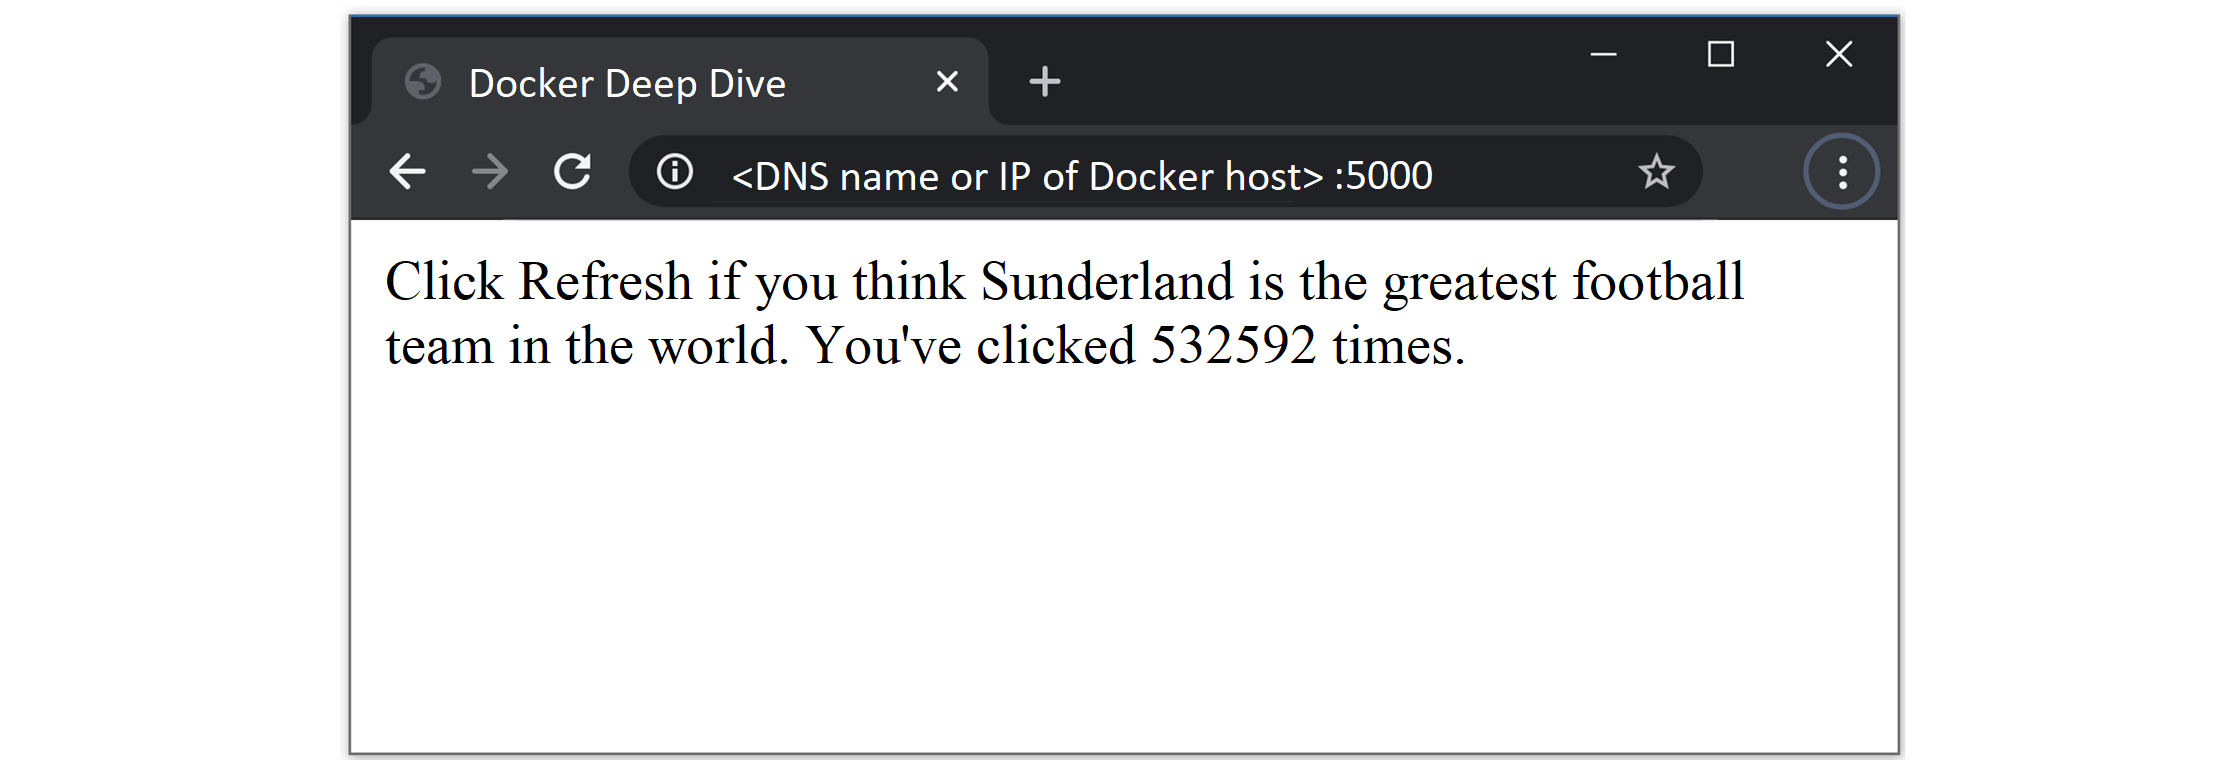 Docker Deep Dive
<DNS name or IP of Docker host> :5000
Click Refresh if you think Sunderland is the greatest football
team in the world. You've clicked 532592 times.